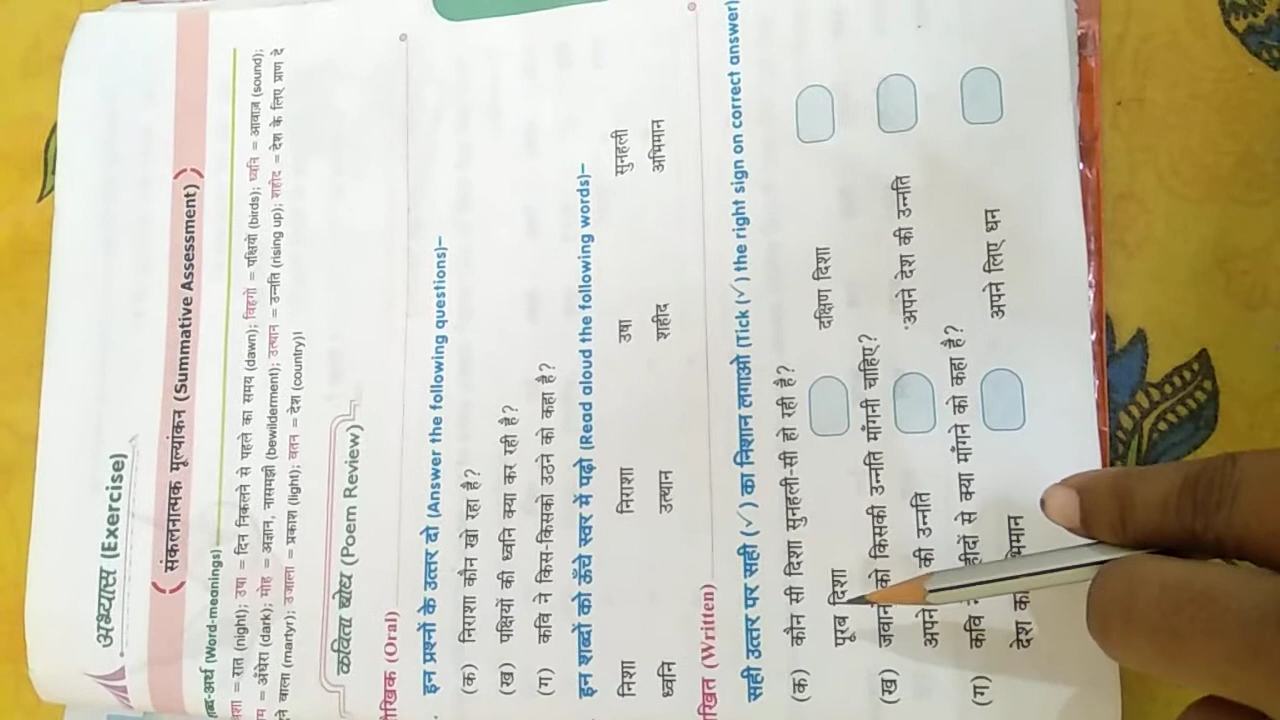 अभ्यास (Exercise)
संकलनात्मक मूल्यांकन (Summative Assessment)
शब्द-अर्थ (Word-meanings)
= रात (night); उषा = दिन निकलने से पहले का समय (dawn); विहगों = पक्षियों (birds); ध्वनि = आवाज़ (sound);
= अँधेरा (dark); मोह = अज्ञान, नासमझी (bewilderment); उत्थान = उन्नति (rising up); शहीद = देश के लिए प्राण दे
वाला (martyr); उजाला = प्रकाश (light); वतन = देश (country)।
कविता बोध (Poem Review)
(Oral)
इन प्रश्नों के उत्तर दो (Answer the following questions)–
(क) निराशा कौन खो रहा है?
(ख) पक्षियों की ध्वनि क्या कर रही है?
(ग) कवि ने किस-किसको उठने को कहा है?
इन शब्दों को ऊँचे स्वर में पढ़ो (Read aloud the following words)–
निशा निराशा उषा सुनहली
ध्वनि उत्थान शहीद अभिमान
(Written)
सही उत्तर पर सही (✓) का निशान लगाओ (Tick (✓) the right sign on correct answer)
(क) कौन सी दिशा सुनहली-सी हो रही है?
पूरब दिशा दक्षिण दिशा
(ख) जवानों को किसकी उन्नति माँगनी चाहिए?
अपने की उन्नति अपने देश की उन्नति
(ग) कवि से क्या माँगने को कहा है?
देश का अपने लिए धन